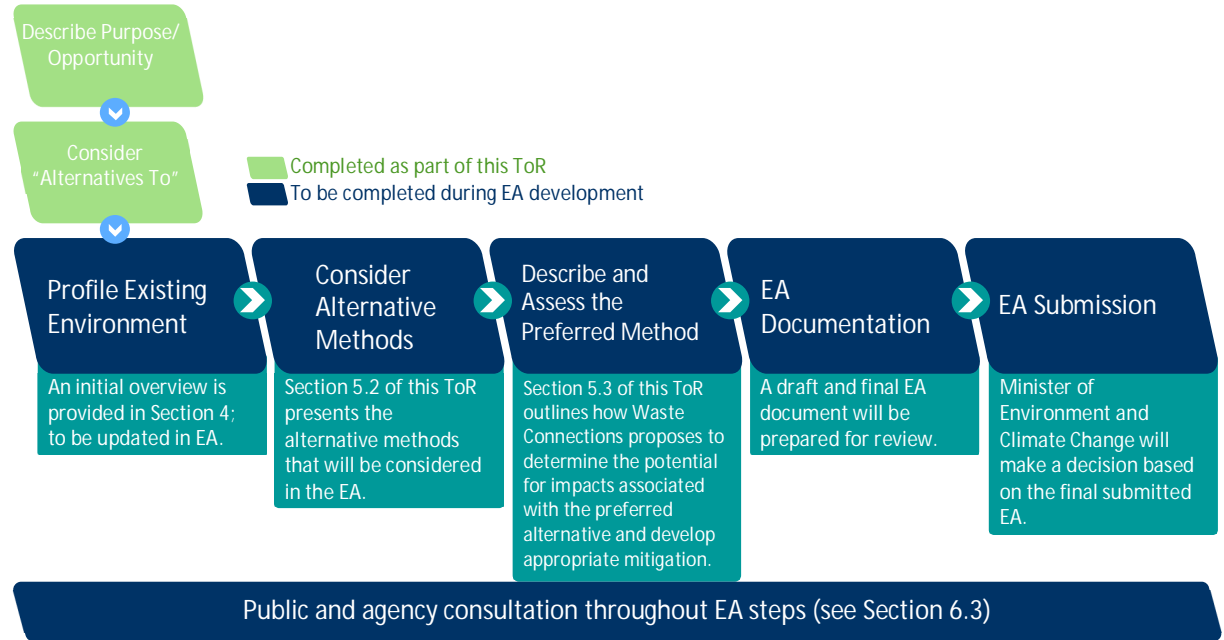 Describe Purpose/
Opportunity
Consider
“Alternatives To”
Completed as part of this ToR
To be completed during EA development
Profile Existing
Environment
An initial overview is
provided in Section 4;
to be updated in EA.
Consider
Alternative
Methods
Section 5.2 of this ToR
presents the
alternative methods
that will be considered
in the EA.
Describe and
Assess the
Preferred Method
Section 5.3 of this ToR
outlines how Waste
Connections proposes to
determine the potential
for impacts associated
with the preferred
alternative and develop
appropriate mitigation.
EA
Documentation
A draft and final EA
document will be
prepared for review.
EA Submission
Minister of
Environment and
Climate Change will
make a decision based
on the final submitted
EA.
Public and agency consultation throughout EA steps (see Section 6.3)